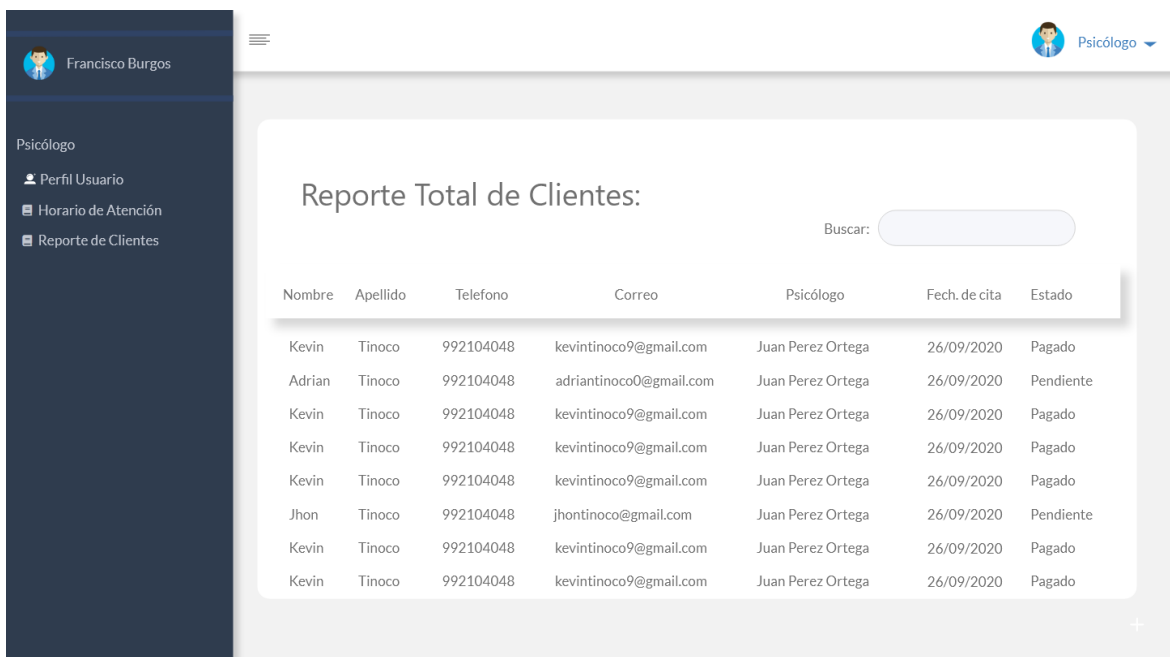 Francisco Burgos
Psicólogo
Psicólogo
Perfil Usuario
Horario de Atención
Reporte de Clientes
Reporte Total de Clientes:
Buscar:
Nombre Apellido Telefono Correo Psicólogo Fech. de cita Estado
Kevin Tinoco 992104048 kevintinoco9@gmail.com Juan Perez Ortega 26/09/2020 Pagado
Adrian Tinoco 992104048 adriantinoco0@gmail.com Juan Perez Ortega 26/09/2020 Pendiente
Kevin Tinoco 992104048 kevintinoco9@gmail.com Juan Perez Ortega 26/09/2020 Pagado
Kevin Tinoco 992104048 kevintinoco9@gmail.com Juan Perez Ortega 26/09/2020 Pagado
Kevin Tinoco 992104048 kevintinoco9@gmail.com Juan Perez Ortega 26/09/2020 Pagado
Jhon Tinoco 992104048 jhontinoco@gmail.com Juan Perez Ortega 26/09/2020 Pendiente
Kevin Tinoco 992104048 kevintinoco9@gmail.com Juan Perez Ortega 26/09/2020 Pagado
Kevin Tinoco 992104048 kevintinoco9@gmail.com Juan Perez Ortega 26/09/2020 Pagado